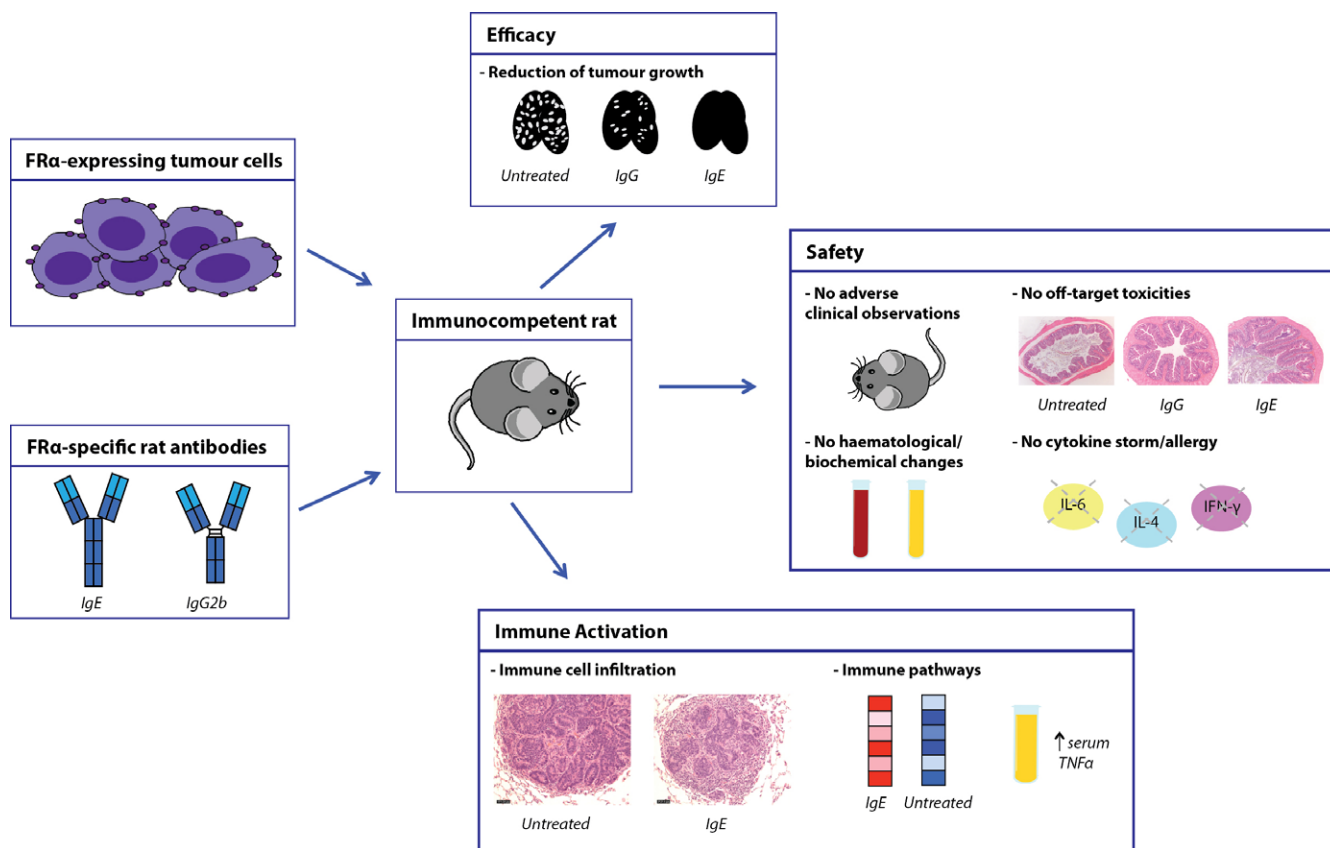 FRα-expressing tumour cells
FRα-specific rat antibodies
IgE
IgG2b
Immunocompetent rat
Efficacy
- Reduction of tumour growth
Untreated
IgG
IgE
Safety
- No adverse
clinical observations
- No off-target toxicities
Untreated
IgG
IgE
- No haematological/
biochemical changes
- No cytokine storm/allergy
IL-6
IL-4
IFN-γ
Immune Activation
- Immune cell infiltration
Untreated
IgE
- Immune pathways
IgE
Untreated
↑ serum
TNFα